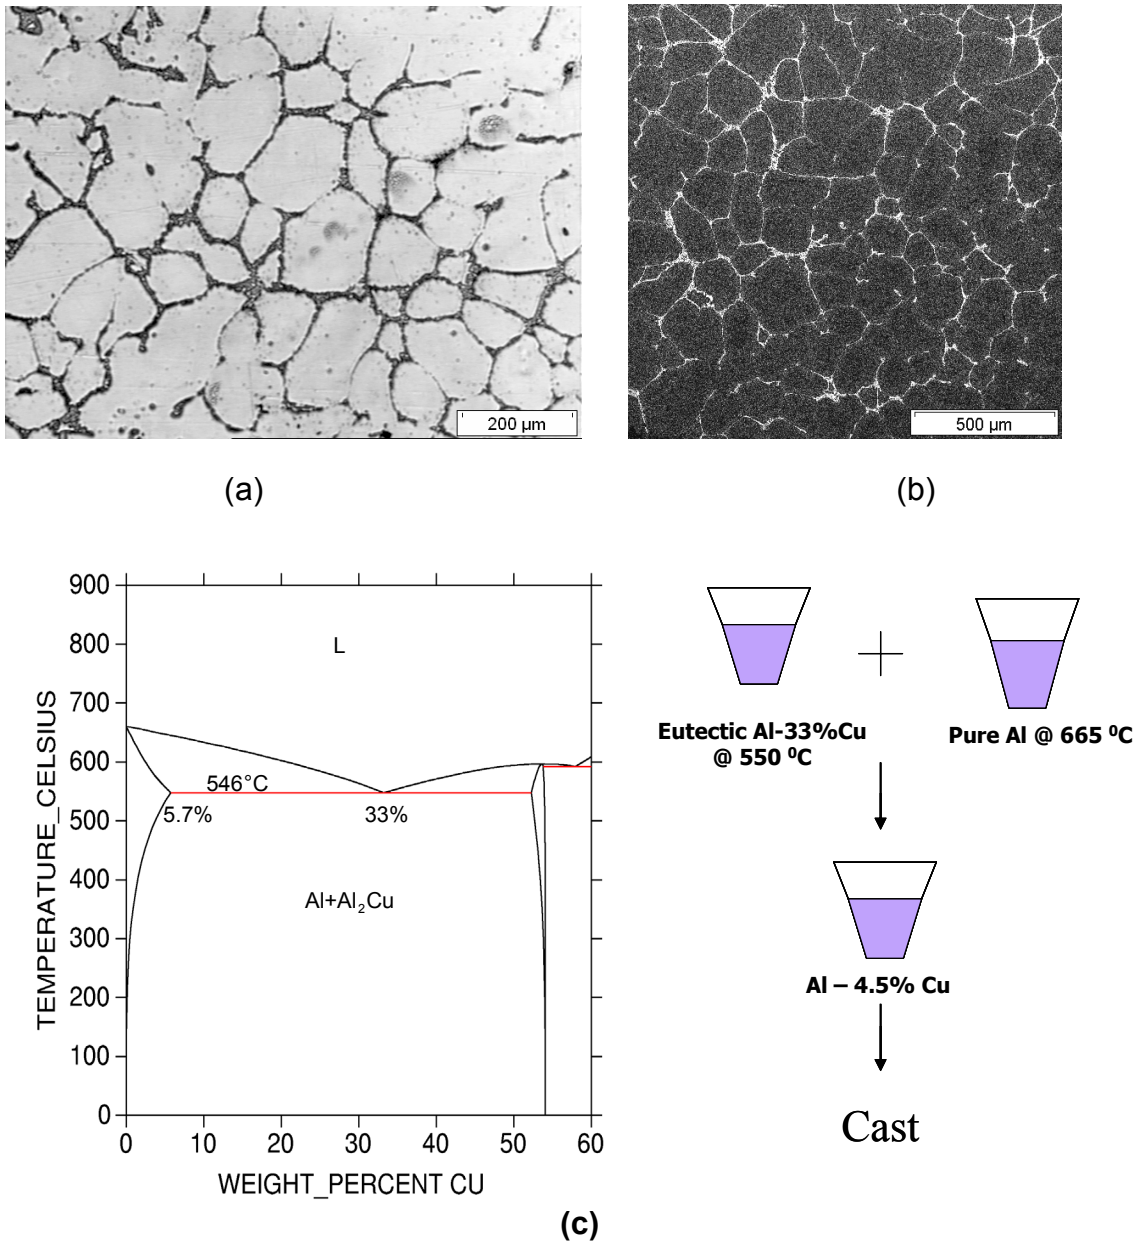 200 µm
500 µm
(a)
(b)
900
800
700
600
500
400
300
200
100
0
TEMPERATURE_CELSIUS
L
546°C
5.7%
33%
Al+Al₂Cu
0 10 20 30 40 50 60
WEIGHT_PERCENT CU
Eutectic Al-33%Cu
@ 550 ⁰C
Pure Al @ 665 ⁰C
Al – 4.5% Cu
Cast
(c)